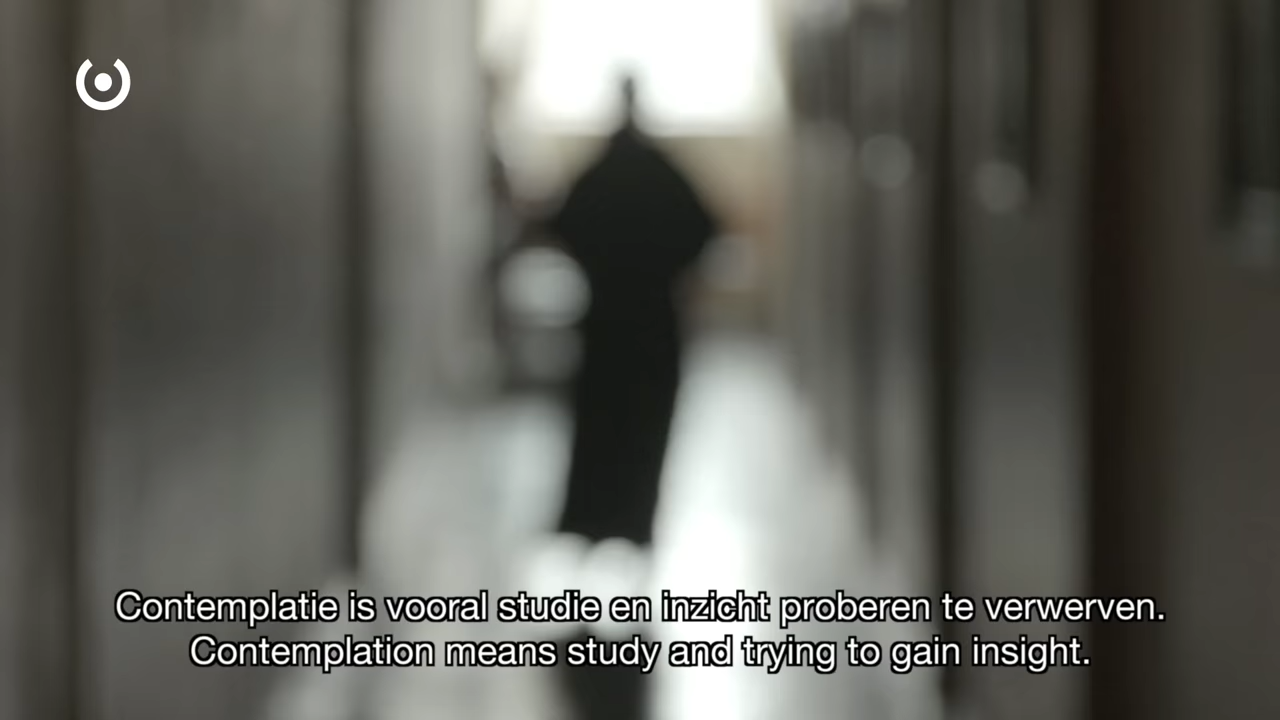 Contemplatie is vooral studie en inzicht proberen te verwerven.
Contemplation means study and trying to gain insight.